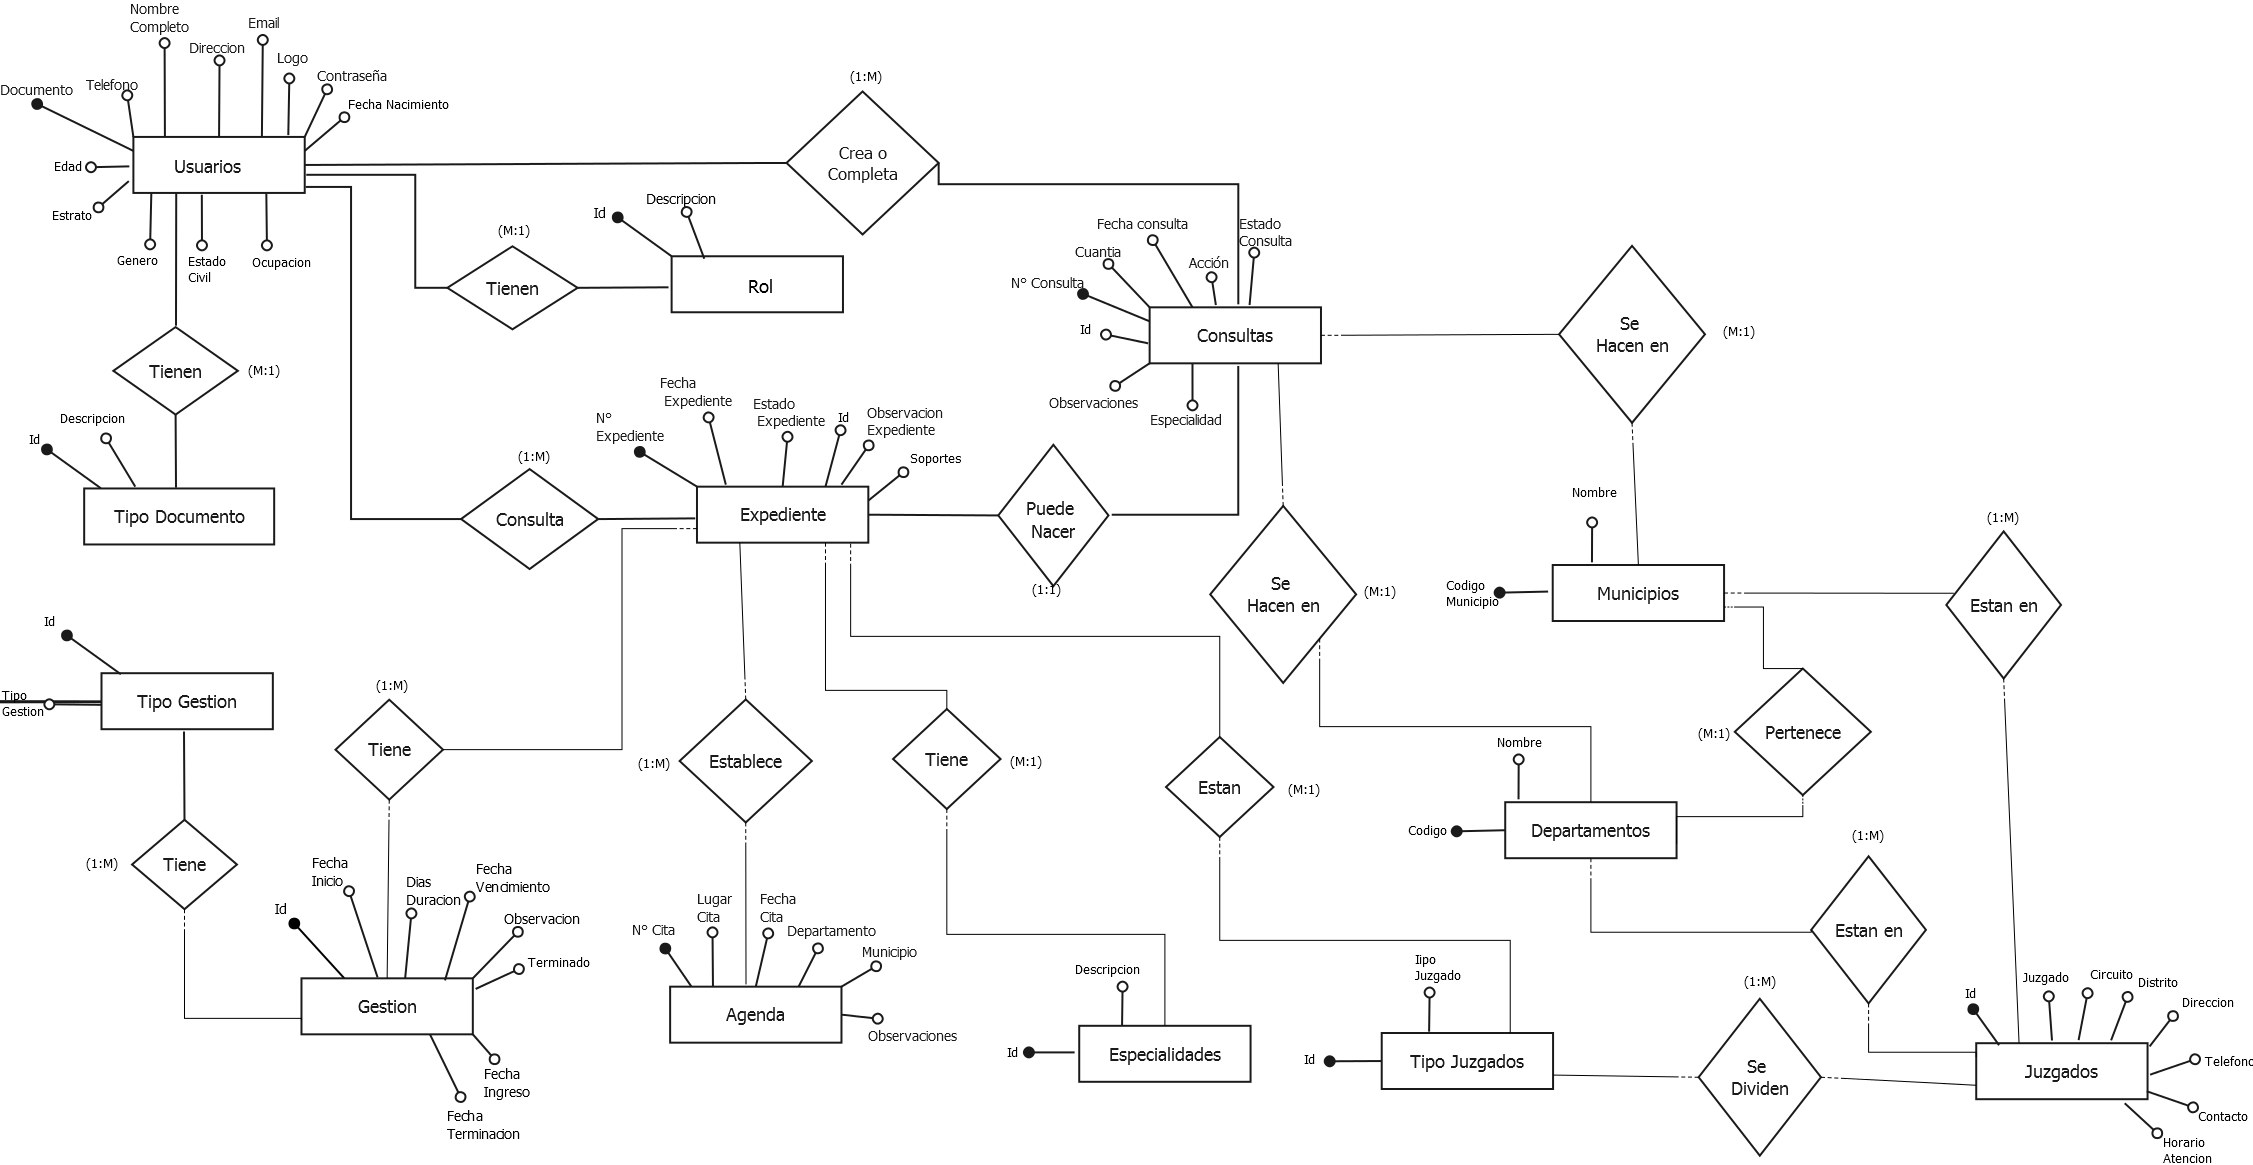 Nombre
Completo
Email
Direccion
Logo
Contraseña
Telefono
Documento
Fecha Nacimiento
Edad
Usuarios
Estrato
Genero
Estado
Civil
Ocupacion
(1:M)
Crea o
Completa
(M:1)
Tienen
Id
Descripcion
Rol
Tienen
(M:1)
Descripcion
Id
Tipo Documento
Fecha consulta
Estado
Consulta
Cuantia
Acción
N° Consulta
Id
Consultas
Observaciones
Especialidad
Se
Hacen en
(M:1)
Fecha
Expediente
Estado
Expediente
Id
Observacion
Expediente
N°
Expediente
Soportes
(1:M)
Consulta
Expediente
Puede
Nacer
(1:1)
Se
Hacen en
(M:1)
Nombre
Codigo
Municipio
Municipios
(1:M)
Estan en
Id
Tipo
Gestion
Tipo Gestion
(1:M)
Tiene
(1:M)
Tiene
(1:M)
Establece
Tiene
(M:1)
Estan
(M:1)
(M:1)
Pertenece
Nombre
Codigo
Departamentos
(1:M)
Estan en
Fecha
Inicio
Dias
Duracion
Fecha
Vencimiento
Id
Observacion
Terminado
Gestion
Fecha
Ingreso
Fecha
Terminacion
Lugar
Cita
Fecha
Cita
N° Cita
Departamento
Municipio
Agenda
Observaciones
Descripcion
Id
Especialidades
Iipo
Juzgado
Id
Tipo Juzgados
(1:M)
Se
Dividen
Id
Juzgado
Circuito
Distrito
Direccion
Juzgados
Telefono
Contacto
Horario
Atencion